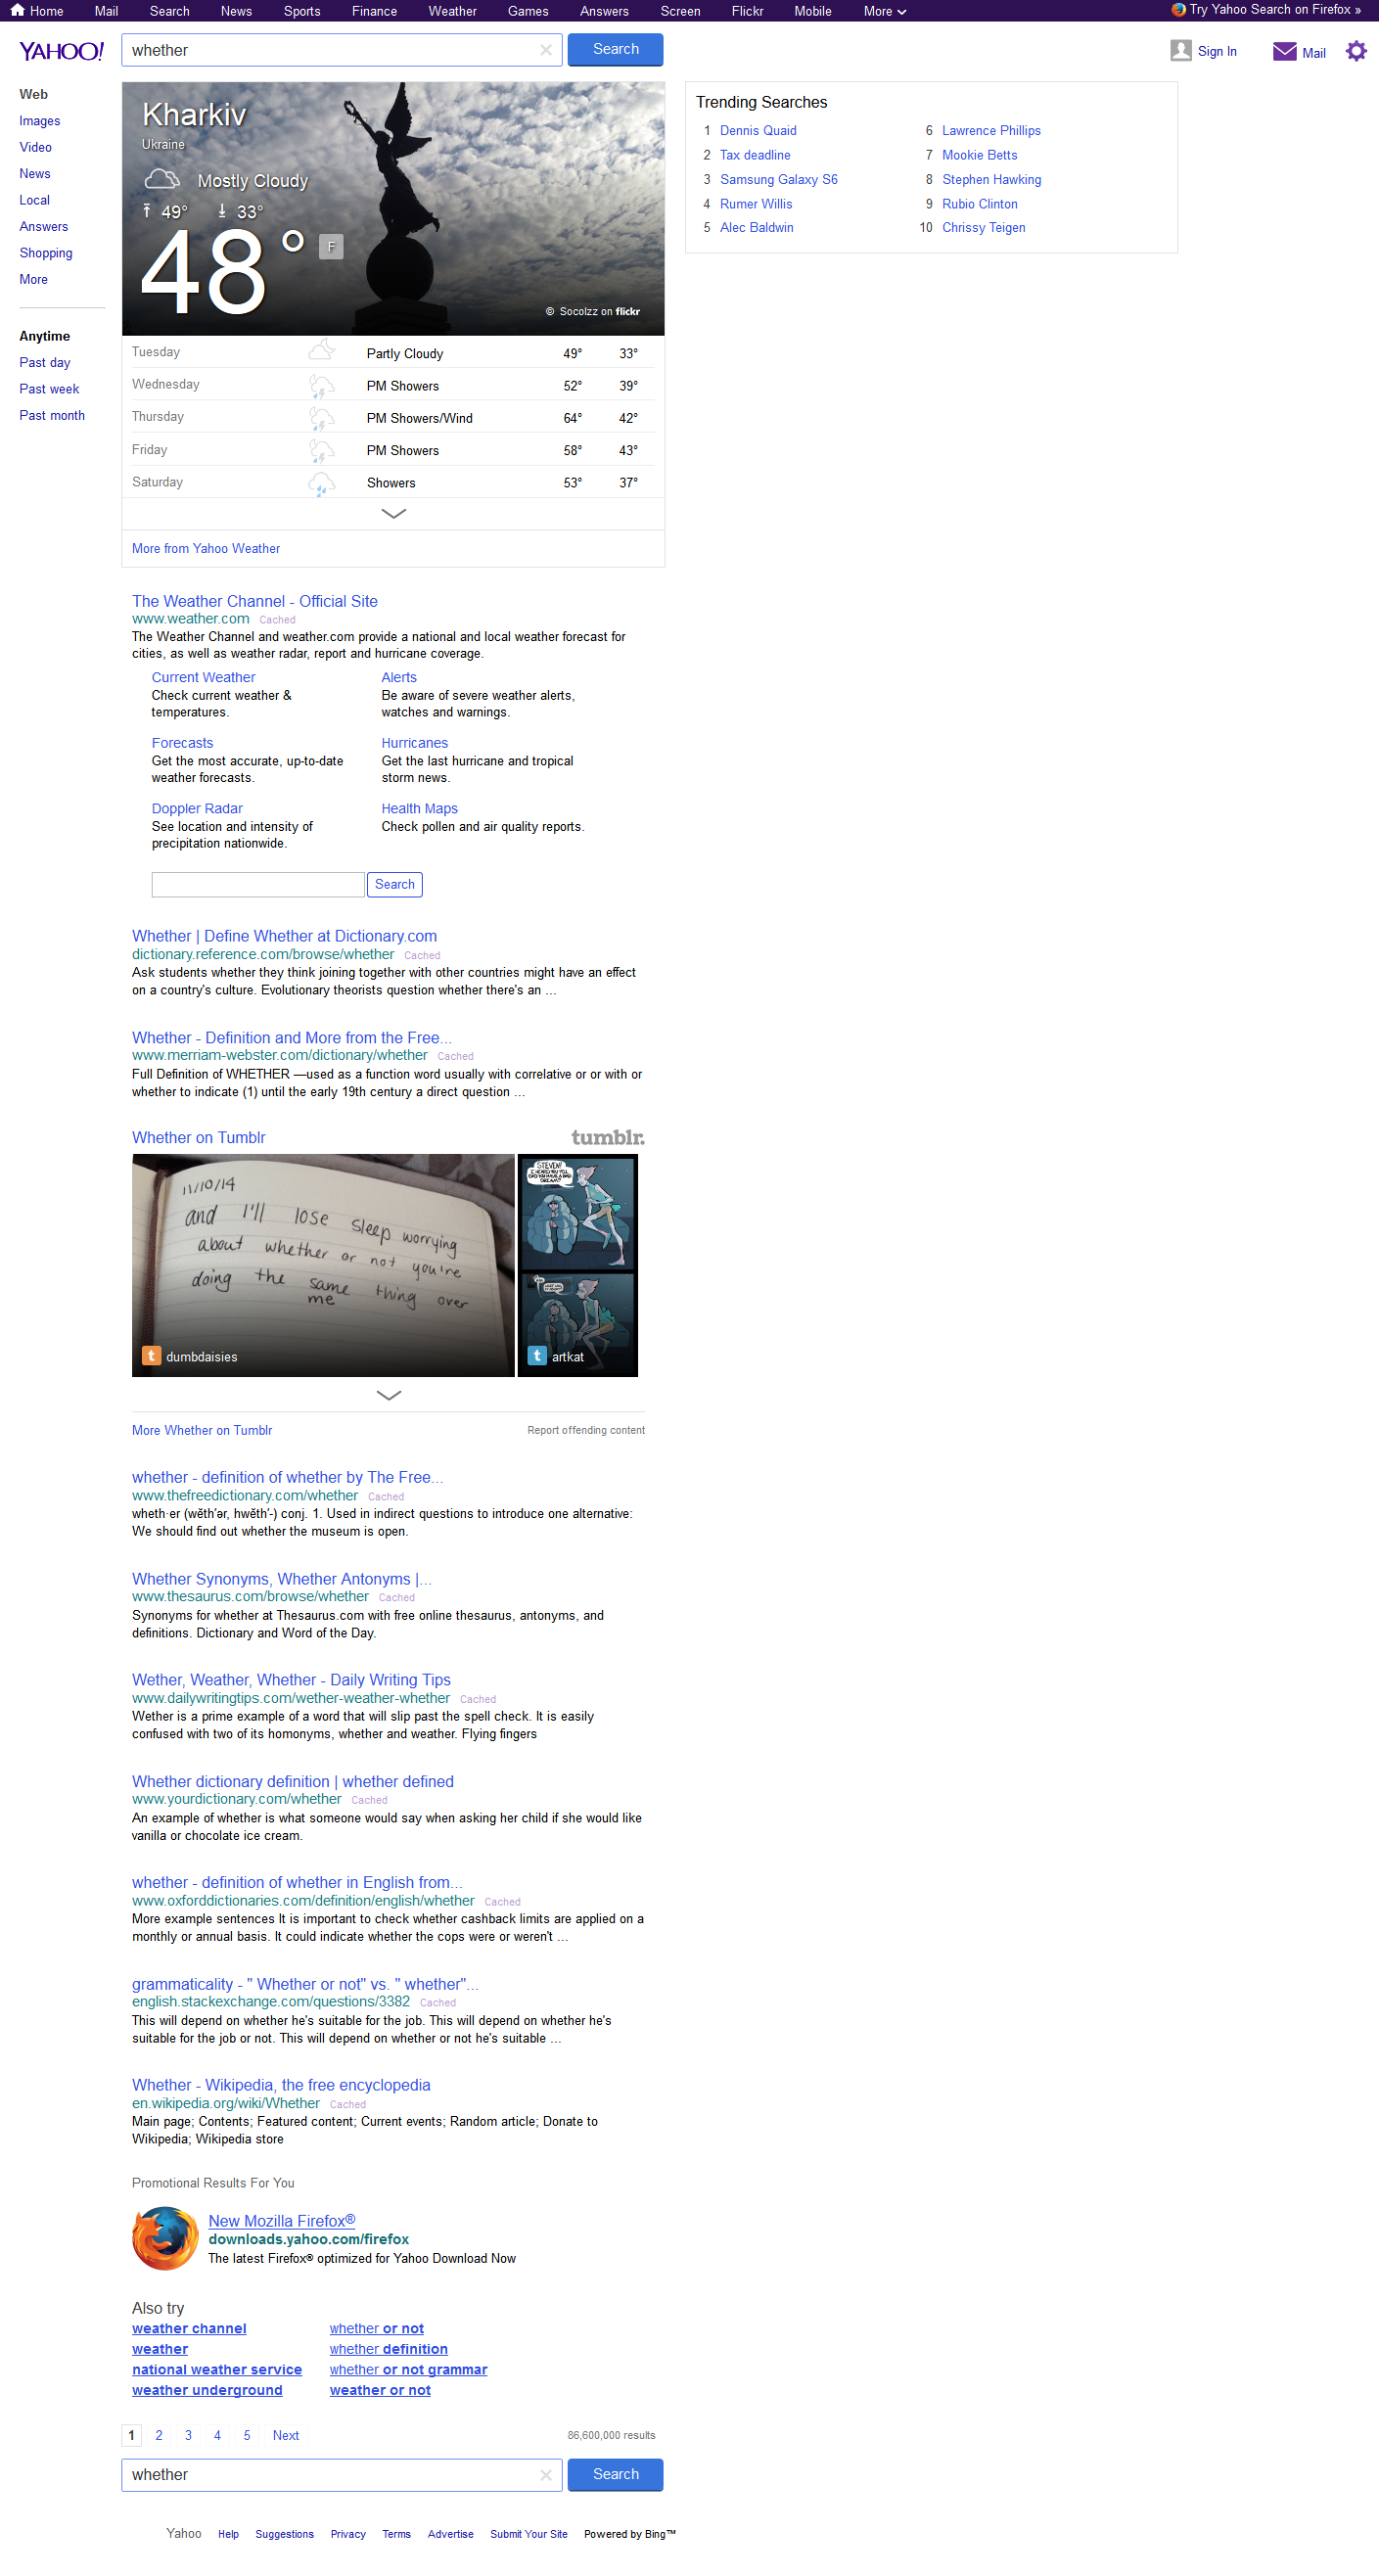 Home Mail Search News Sports Finance Weather Games Answers Screen Flickr Mobile More Try Yahoo Search on Firefox »
YAHOO! whether Search Sign In Mail
Web
Images
Video
News
Local
Answers
Shopping
More
Anytime
Past day
Past week
Past month
Kharkiv
Ukraine
Mostly Cloudy
49° 33°
48° F
© Socolzz on flickr
Tuesday Partly Cloudy 49° 33°
Wednesday PM Showers 52° 39°
Thursday PM Showers/Wind 64° 42°
Friday PM Showers 58° 43°
Saturday Showers 53° 37°
More from Yahoo Weather
Trending Searches
1 Dennis Quaid
2 Tax deadline
3 Samsung Galaxy S6
4 Rumer Willis
5 Alec Baldwin
6 Lawrence Phillips
7 Mookie Betts
8 Stephen Hawking
9 Rubio Clinton
10 Chrissy Teigen
The Weather Channel - Official Site
www.weather.com Cached
The Weather Channel and weather.com provide a national and local weather forecast for
cities, as well as weather radar, report and hurricane coverage.
Current Weather
Check current weather &
temperatures.
Alerts
Be aware of severe weather alerts,
watches and warnings.
Forecasts
Get the most accurate, up-to-date
weather forecasts.
Hurricanes
Get the last hurricane and tropical
storm news.
Doppler Radar
See location and intensity of
precipitation nationwide.
Health Maps
Check pollen and air quality reports.
Search
Whether | Define Whether at Dictionary.com
dictionary.reference.com/browse/whether Cached
Ask students whether they think joining together with other countries might have an effect
on a country's culture. Evolutionary theorists question whether there's an ...
Whether - Definition and More from the Free...
www.merriam-webster.com/dictionary/whether Cached
Full Definition of WHETHER —used as a function word usually with correlative or or with or
whether to indicate (1) until the early 19th century a direct question ...
Whether on Tumblr tumblr.
11/10/14
and I'll lose sleep worrying
about whether or not you're
doing the same thing over
me
dumbdaisies
STEVEN!
artkat
More Whether on Tumblr Report offending content
whether - definition of whether by The Free...
www.thefreedictionary.com/whether Cached
wheth·er (wĕth′ər, hwĕth′-) conj. 1. Used in indirect questions to introduce one alternative:
We should find out whether the museum is open.
Whether Synonyms, Whether Antonyms |...
www.thesaurus.com/browse/whether Cached
Synonyms for whether at Thesaurus.com with free online thesaurus, antonyms, and
definitions. Dictionary and Word of the Day.
Wether, Weather, Whether - Daily Writing Tips
www.dailywritingtips.com/wether-weather-whether Cached
Wether is a prime example of a word that will slip past the spell check. It is easily
confused with two of its homonyms, whether and weather. Flying fingers
Whether dictionary definition | whether defined
www.yourdictionary.com/whether Cached
An example of whether is what someone would say when asking her child if she would like
vanilla or chocolate ice cream.
whether - definition of whether in English from...
www.oxforddictionaries.com/definition/english/whether Cached
More example sentences It is important to check whether cashback limits are applied on a
monthly or annual basis. It could indicate whether the cops were or weren't ...
grammaticality - " Whether or not" vs. " whether"...
english.stackexchange.com/questions/3382 Cached
This will depend on whether he's suitable for the job. This will depend on whether he's
suitable for the job or not. This will depend on whether or not he's suitable ...
Whether - Wikipedia, the free encyclopedia
en.wikipedia.org/wiki/Whether Cached
Main page; Contents; Featured content; Current events; Random article; Donate to
Wikipedia; Wikipedia store
Promotional Results For You
New Mozilla Firefox®
downloads.yahoo.com/firefox
The latest Firefox® optimized for Yahoo Download Now
Also try
weather channel whether or not
weather whether definition
national weather service whether or not grammar
weather underground weather or not
1 2 3 4 5 Next 86,600,000 results
whether Search
Yahoo Help Suggestions Privacy Terms Advertise Submit Your Site Powered by Bing™